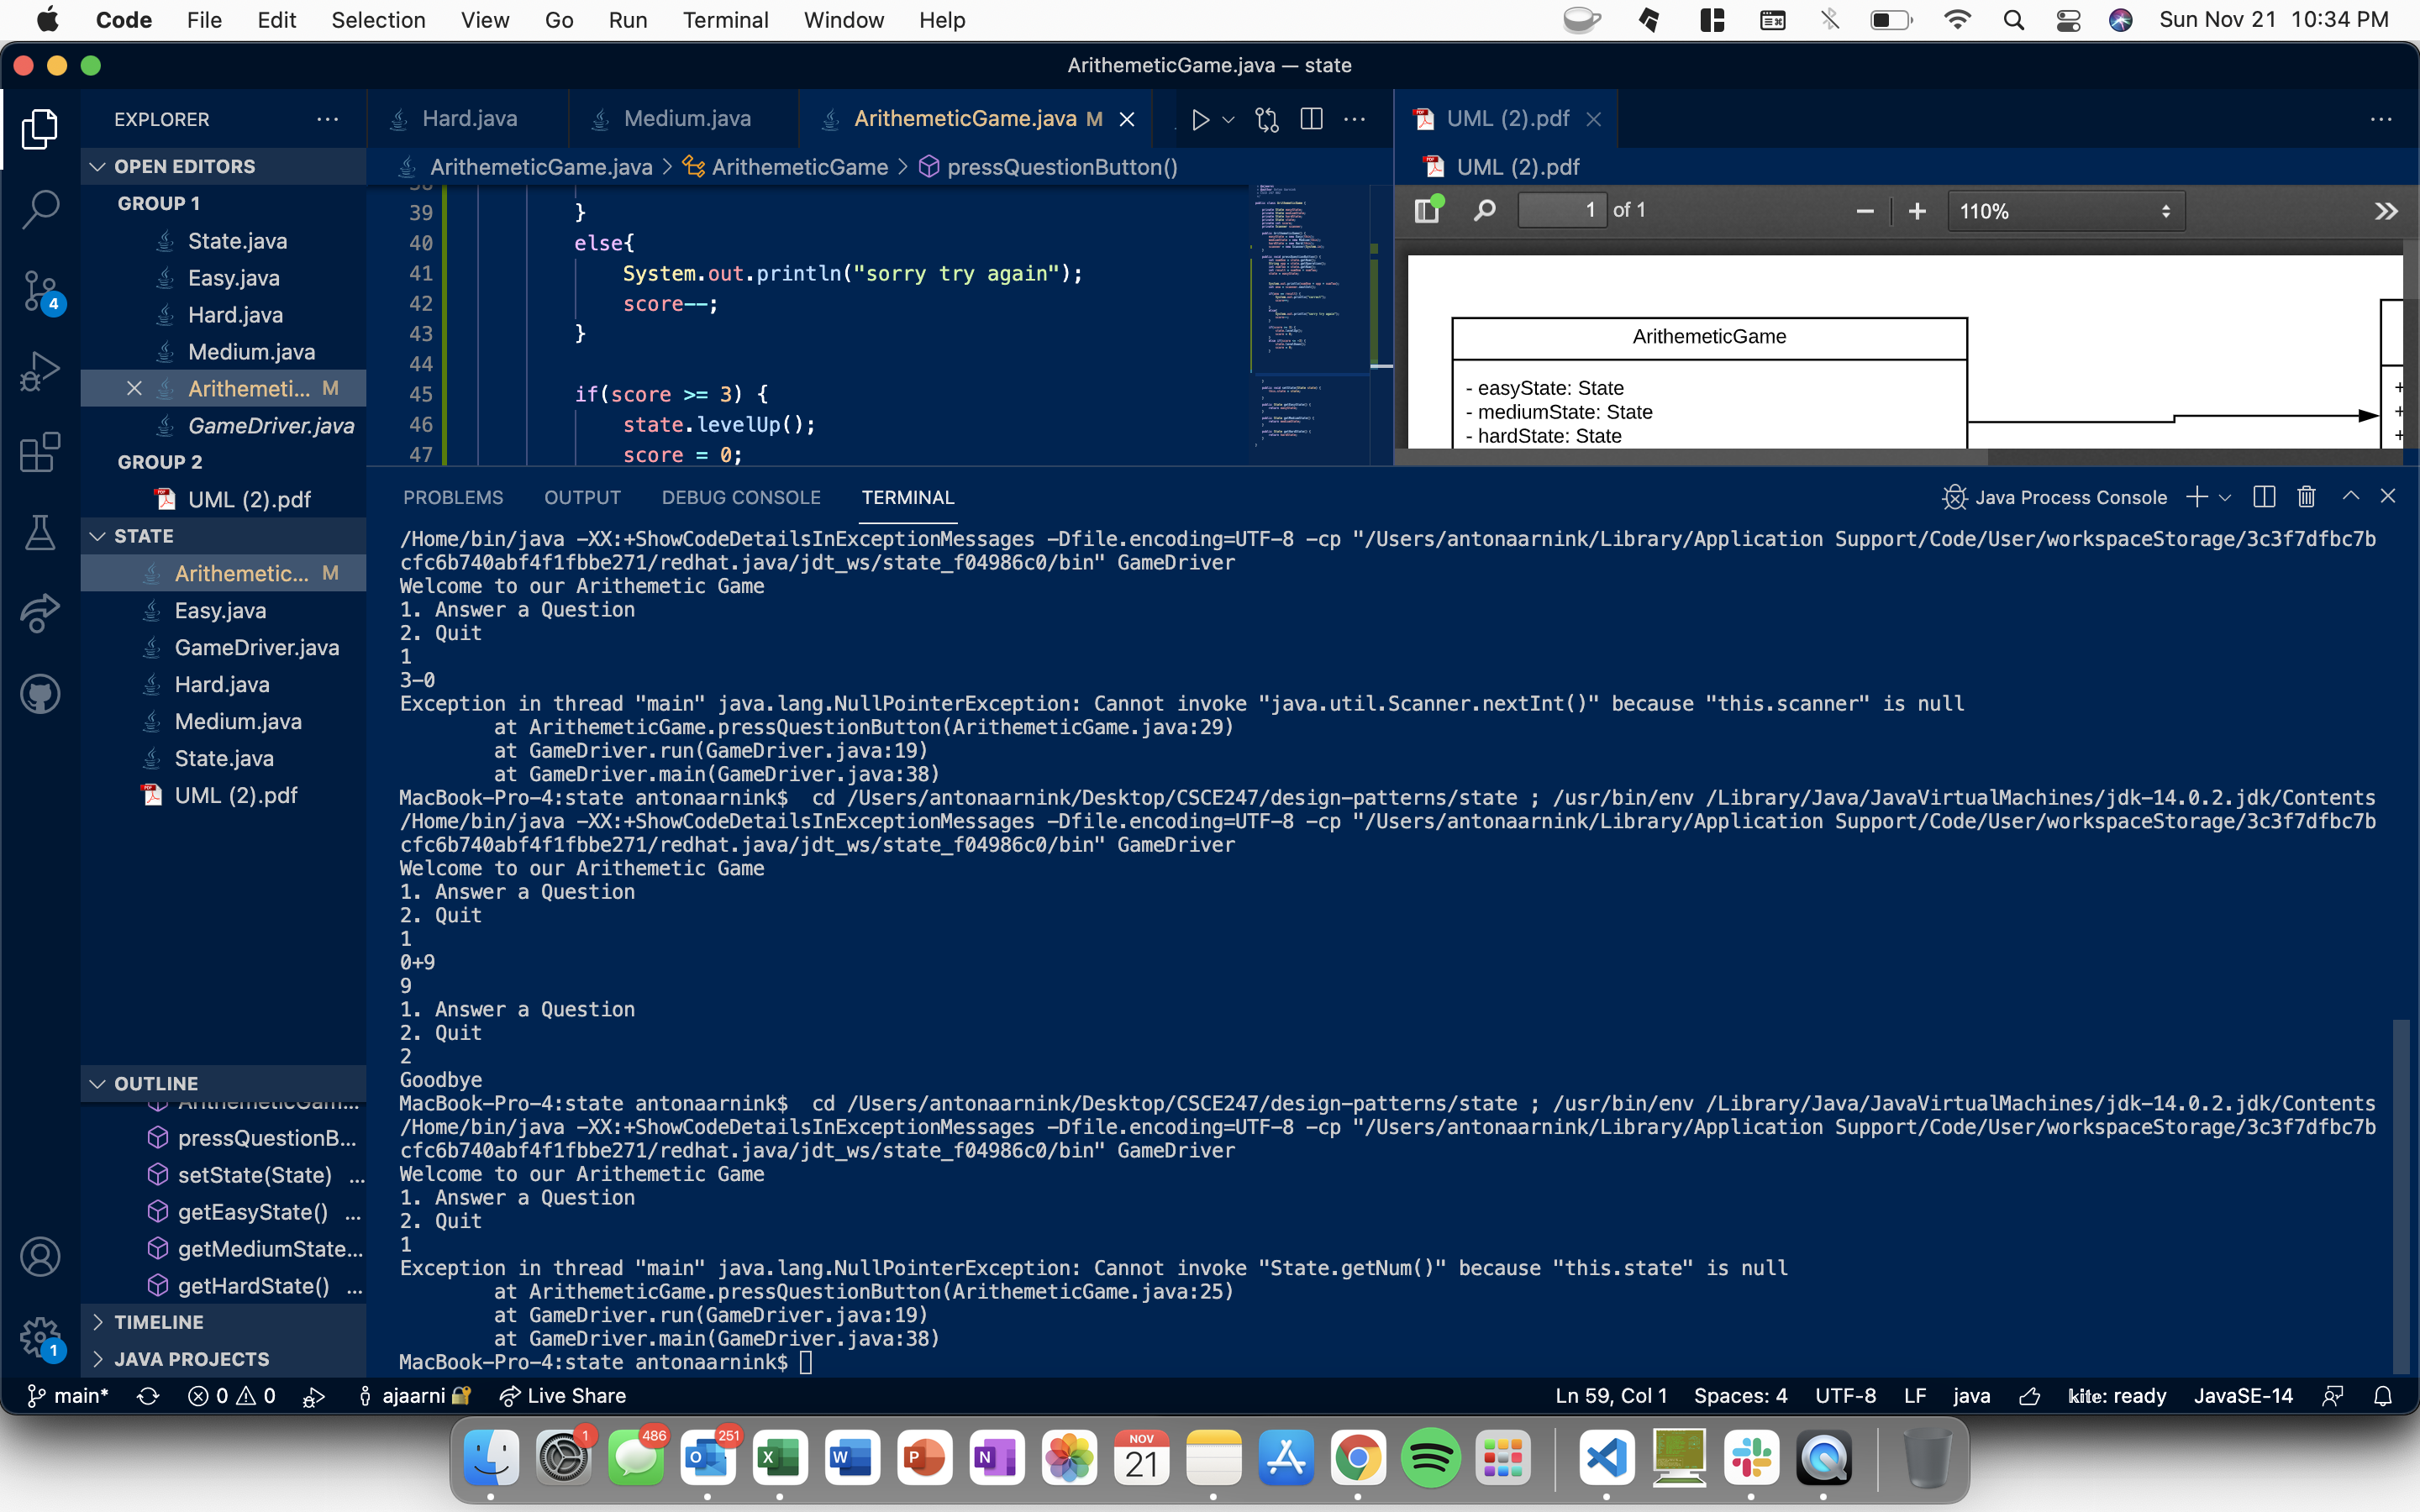 Code File Edit Selection View Go Run Terminal Window Help Sun Nov 21 10:34 PM
ArithemeticGame.java — state
EXPLORER
OPEN EDITORS
GROUP 1
State.java
Easy.java
Hard.java
Medium.java
Arithemeti... M
GameDriver.java
GROUP 2
UML (2).pdf
STATE
Arithemetic... M
Easy.java
GameDriver.java
Hard.java
Medium.java
State.java
UML (2).pdf
OUTLINE
ArithemeticGam...
pressQuestionB...
setState(State) ...
getEasyState() ...
getMediumState...
getHardState() ...
TIMELINE
JAVA PROJECTS
4
1
Hard.java Medium.java ArithemeticGame.java M
ArithemeticGame.java > ArithemeticGame > pressQuestionButton()
38
39 }
40 else{
41 System.out.println("sorry try again");
42 score--;
43 }
44
45 if(score >= 3) {
46 state.levelUp();
47 score = 0;
UML (2).pdf
UML (2).pdf
1 of 1 110%
ArithemeticGame
- easyState: State
- mediumState: State
- hardState: State
+
+
+
PROBLEMS OUTPUT DEBUG CONSOLE TERMINAL Java Process Console
/Home/bin/java -XX:+ShowCodeDetailsInExceptionMessages -Dfile.encoding=UTF-8 -cp "/Users/antonaarnink/Library/Application Support/Code/User/workspaceStorage/3c3f7dfbc7b
cfc6b740abf4f1fbbe271/redhat.java/jdt_ws/state_f04986c0/bin" GameDriver
Welcome to our Arithemetic Game
1. Answer a Question
2. Quit
1
3-0
Exception in thread "main" java.lang.NullPointerException: Cannot invoke "java.util.Scanner.nextInt()" because "this.scanner" is null
at ArithemeticGame.pressQuestionButton(ArithemeticGame.java:29)
at GameDriver.run(GameDriver.java:19)
at GameDriver.main(GameDriver.java:38)
MacBook-Pro-4:state antonaarnink$ cd /Users/antonaarnink/Desktop/CSCE247/design-patterns/state ; /usr/bin/env /Library/Java/JavaVirtualMachines/jdk-14.0.2.jdk/Contents
/Home/bin/java -XX:+ShowCodeDetailsInExceptionMessages -Dfile.encoding=UTF-8 -cp "/Users/antonaarnink/Library/Application Support/Code/User/workspaceStorage/3c3f7dfbc7b
cfc6b740abf4f1fbbe271/redhat.java/jdt_ws/state_f04986c0/bin" GameDriver
Welcome to our Arithemetic Game
1. Answer a Question
2. Quit
1
0+9
9
1. Answer a Question
2. Quit
2
Goodbye
MacBook-Pro-4:state antonaarnink$ cd /Users/antonaarnink/Desktop/CSCE247/design-patterns/state ; /usr/bin/env /Library/Java/JavaVirtualMachines/jdk-14.0.2.jdk/Contents
/Home/bin/java -XX:+ShowCodeDetailsInExceptionMessages -Dfile.encoding=UTF-8 -cp "/Users/antonaarnink/Library/Application Support/Code/User/workspaceStorage/3c3f7dfbc7b
cfc6b740abf4f1fbbe271/redhat.java/jdt_ws/state_f04986c0/bin" GameDriver
Welcome to our Arithemetic Game
1. Answer a Question
2. Quit
1
Exception in thread "main" java.lang.NullPointerException: Cannot invoke "State.getNum()" because "this.state" is null
at ArithemeticGame.pressQuestionButton(ArithemeticGame.java:25)
at GameDriver.run(GameDriver.java:19)
at GameDriver.main(GameDriver.java:38)
MacBook-Pro-4:state antonaarnink$
main* 0 0 ajaarni Live Share Ln 59, Col 1 Spaces: 4 UTF-8 LF java kite: ready JavaSE-14
1 486 251 NOV 21